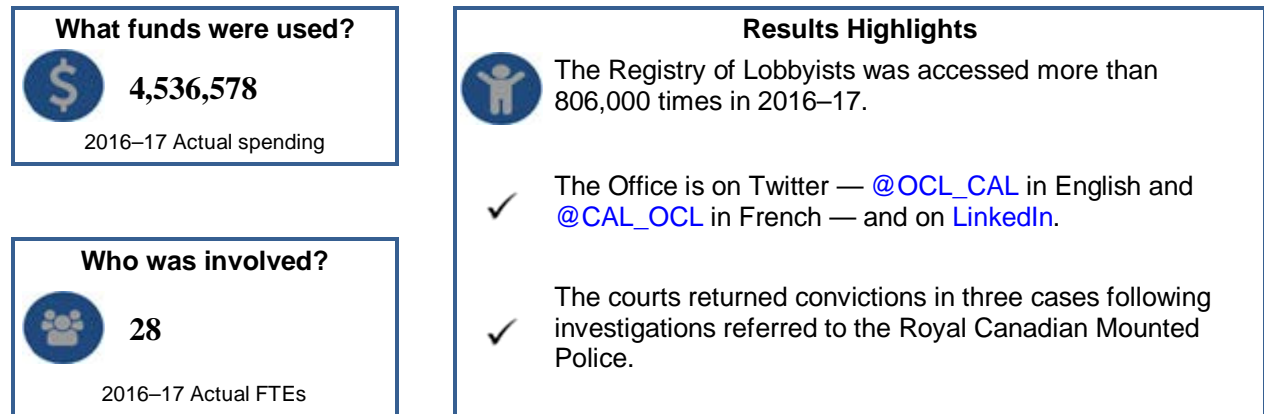 What funds were used?
$
4,536,578
2016–17 Actual spending
Who was involved?
28
2016–17 Actual FTEs
Results Highlights
The Registry of Lobbyists was accessed more than
806,000 times in 2016–17.
The Office is on Twitter — @OCL_CAL in English and
@CAL_OCL in French — and on LinkedIn.
The courts returned convictions in three cases following
investigations referred to the Royal Canadian Mounted
Police.